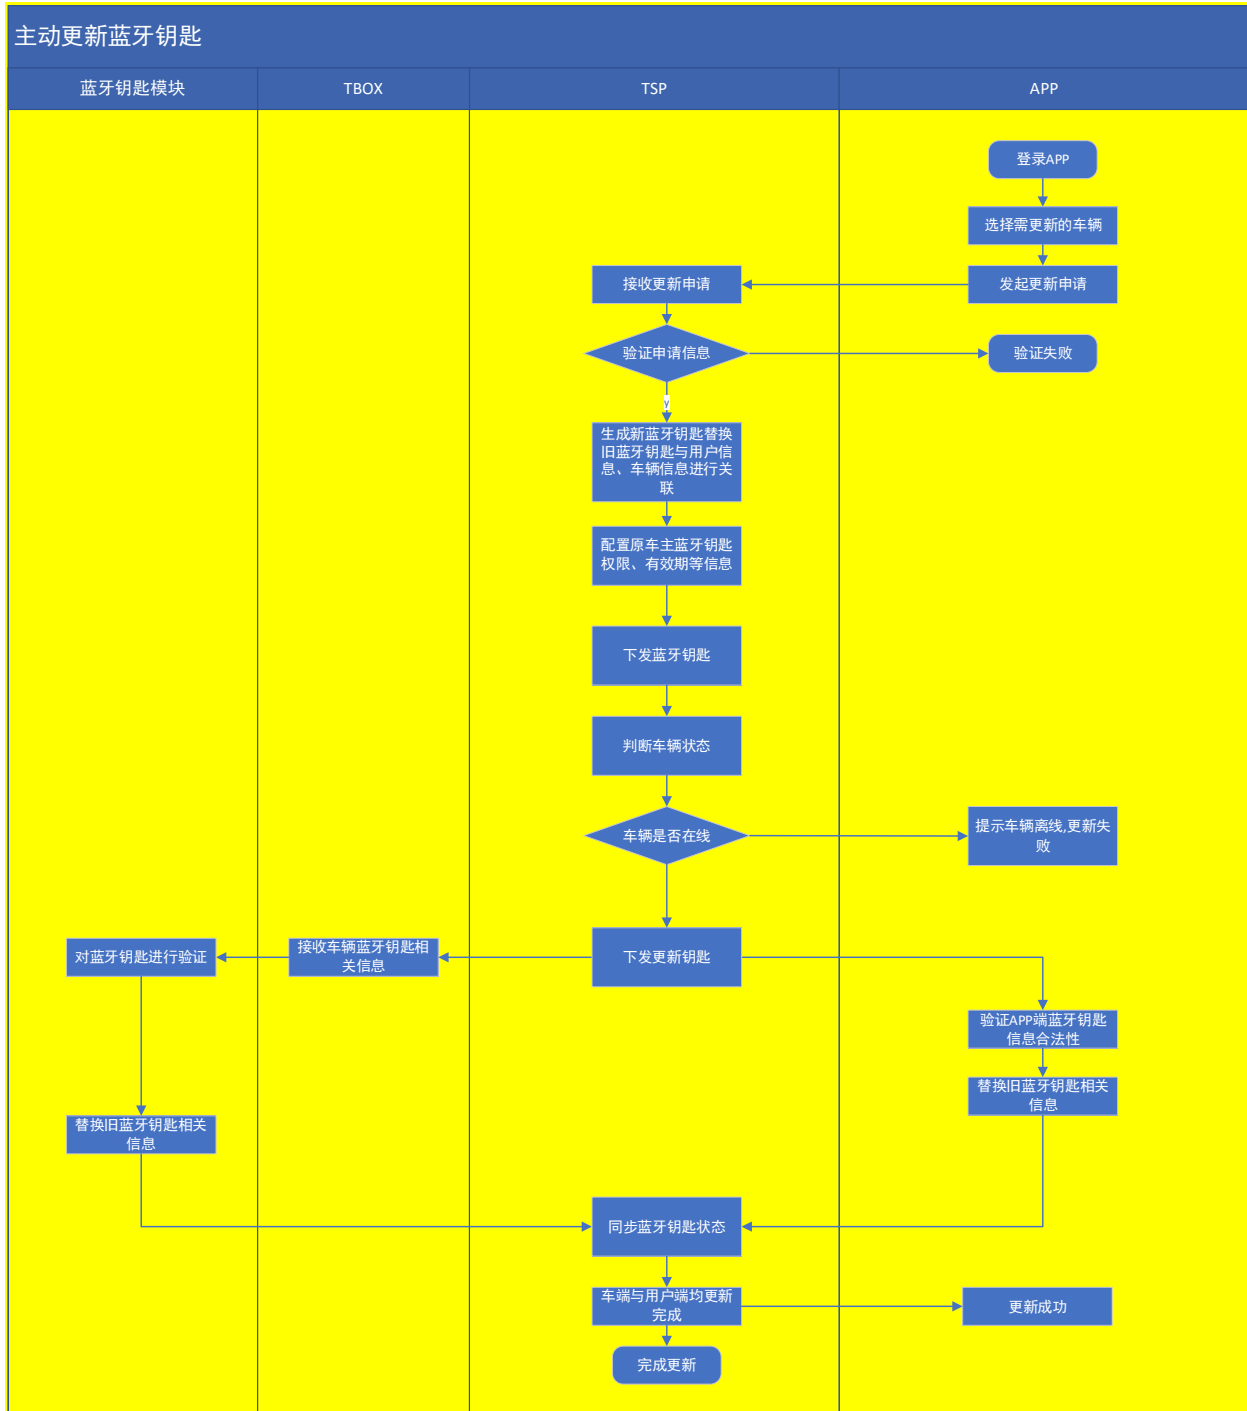 主动更新蓝牙钥匙
蓝牙钥匙模块
TBOX
TSP
APP
登录APP
选择需更新的车辆
接收更新申请
发起更新申请
验证申请信息
验证失败
y
生成新蓝牙钥匙替换
旧蓝牙钥匙与用户信
息、车辆信息进行关
联
配置原车主蓝牙钥匙
权限、有效期等信息
下发蓝牙钥匙
判断车辆状态
车辆是否在线
提示车辆离线,更新失
败
对蓝牙钥匙进行验证
接收车辆蓝牙钥匙相
关信息
下发更新钥匙
验证APP端蓝牙钥匙
信息合法性
替换旧蓝牙钥匙相关
信息
替换旧蓝牙钥匙相关
信息
同步蓝牙钥匙状态
车端与用户端均更新
完成
更新成功
完成更新